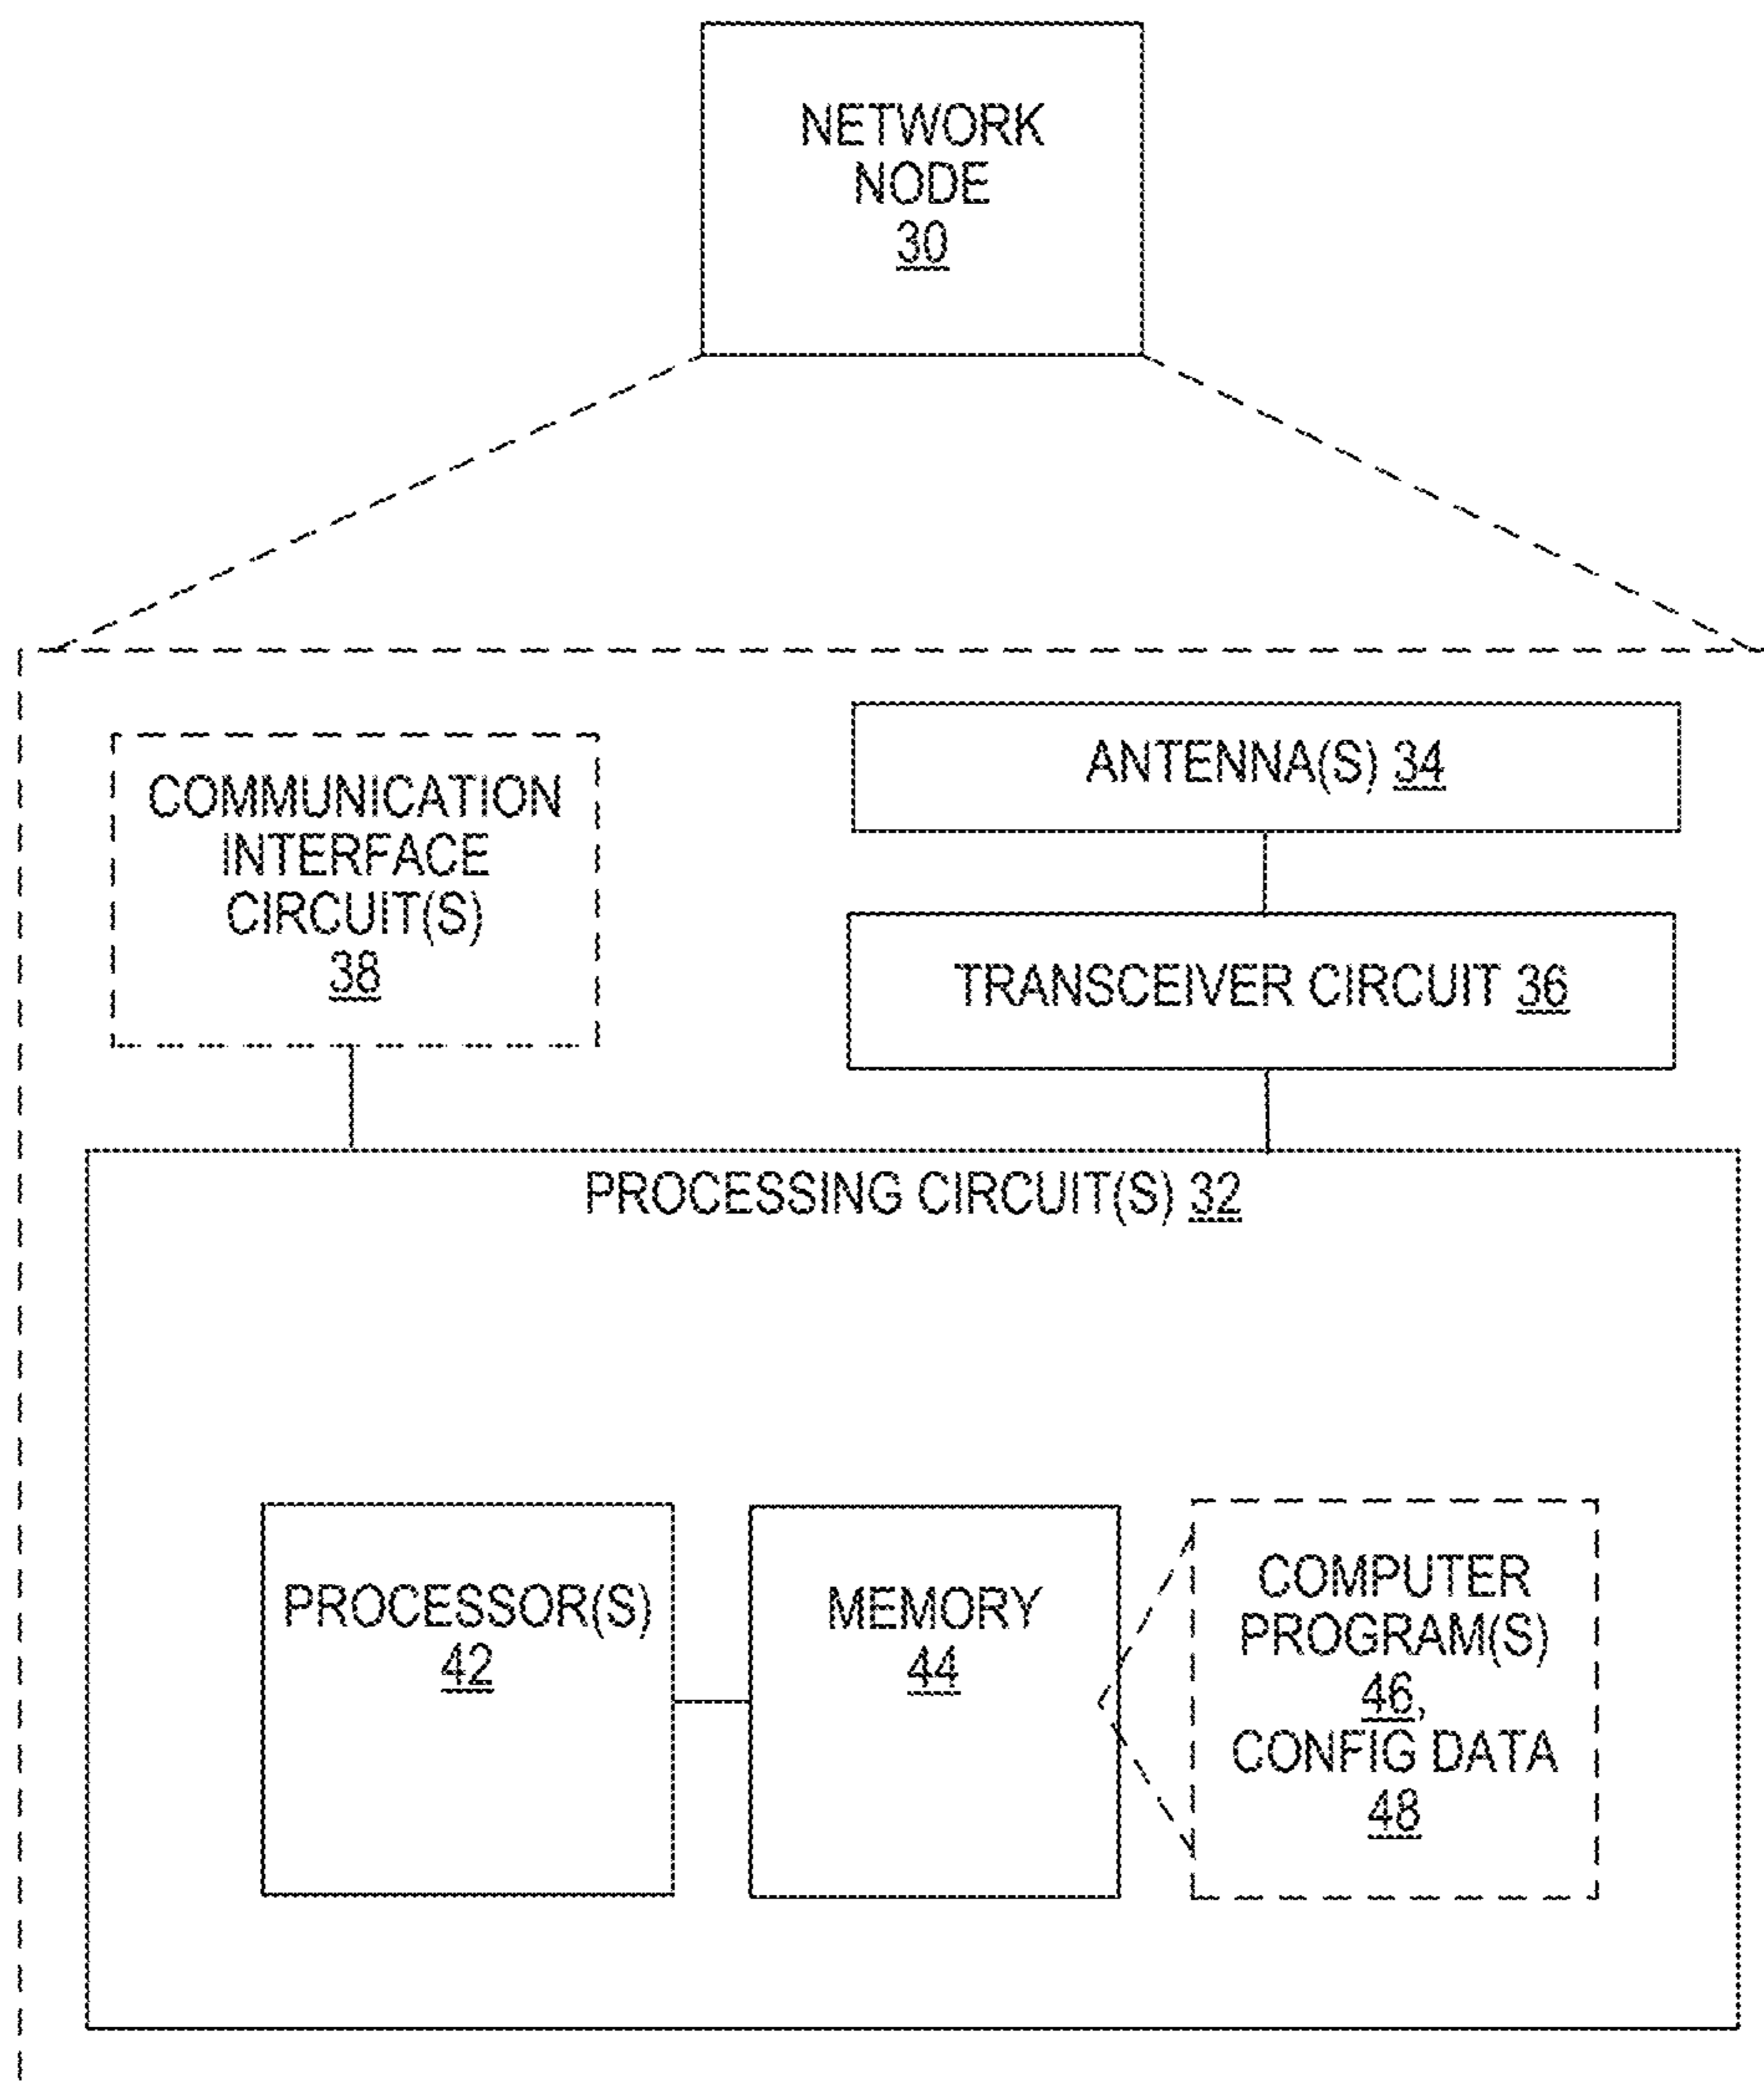 NETWORK
NODE
30
ANTENNA(S) 34
COMMUNICATION
INTERFACE
CIRCUIT(S)
38
TRANSCEIVER CIRCUIT 36
PROCESSING CIRCUIT(S) 32
PROCESSOR(S)
42
MEMORY
44
COMPUTER
PROGRAM(S)
46,
CONFIG DATA
48